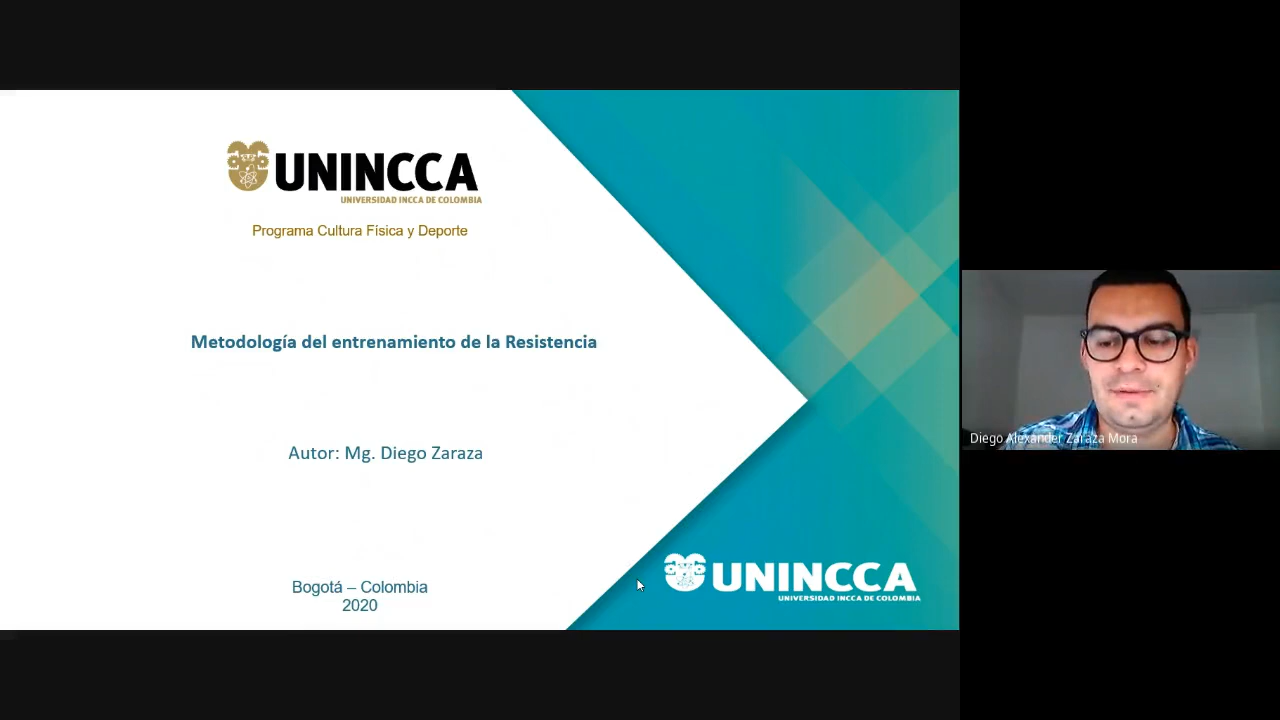 UNINCCA
UNIVERSIDAD INCCA DE COLOMBIA
Programa Cultura Física y Deporte
Metodología del entrenamiento de la Resistencia
Autor: Mg. Diego Zaraza
Bogotá – Colombia
2020
UNINCCA
UNIVERSIDAD INCCA DE COLOMBIA
Diego Alexander Zaraza Mora